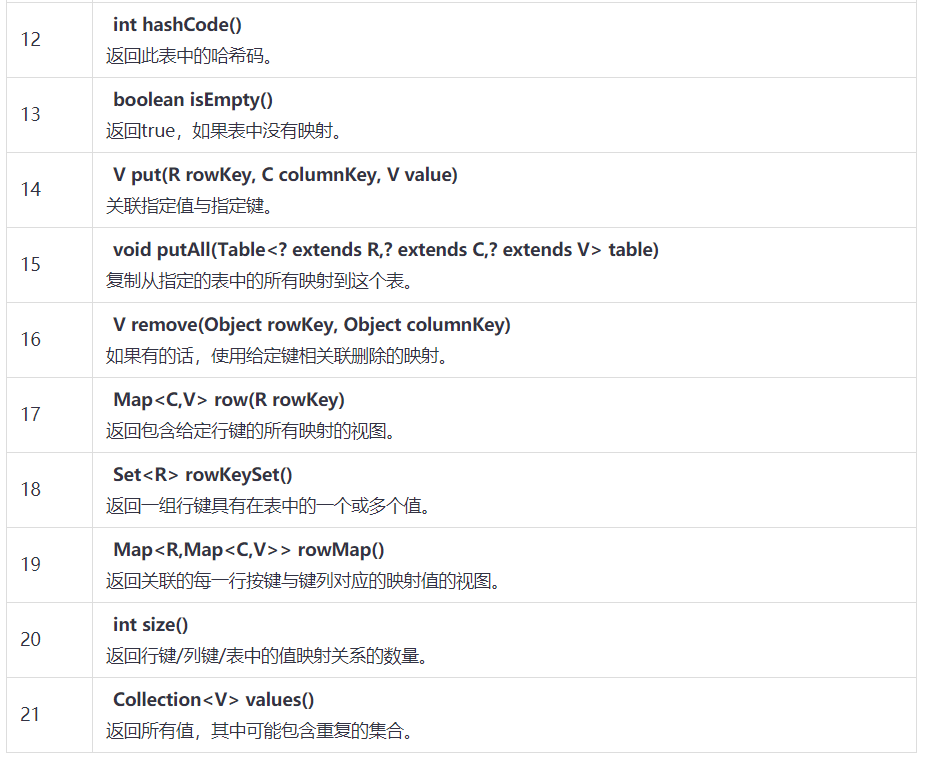 12
int hashCode()
返回此表中的哈希码。
13
boolean isEmpty()
返回true，如果表中没有映射。
14
V put(R rowKey, C columnKey, V value)
关联指定值与指定键。
15
void putAll(Table<? extends R,? extends C,? extends V> table)
复制从指定的表中的所有映射到这个表。
16
V remove(Object rowKey, Object columnKey)
如果有的话，使用给定键相关联删除的映射。
17
Map<C,V> row(R rowKey)
返回包含给定行键的所有映射的视图。
18
Set<R> rowKeySet()
返回一组行键具有在表中的一个或多个值。
19
Map<R,Map<C,V>> rowMap()
返回关联的每一行按键与键列对应的映射值的视图。
20
int size()
返回行键/列键/表中的值映射关系的数量。
21
Collection<V> values()
返回所有值，其中可能包含重复的集合。